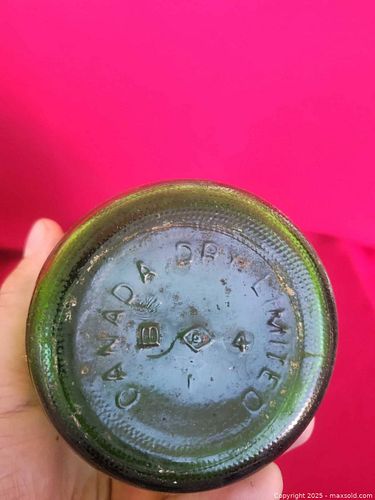 CANADA DRY LIMITED
B D 4
Copyright 2025 - maxsold.com